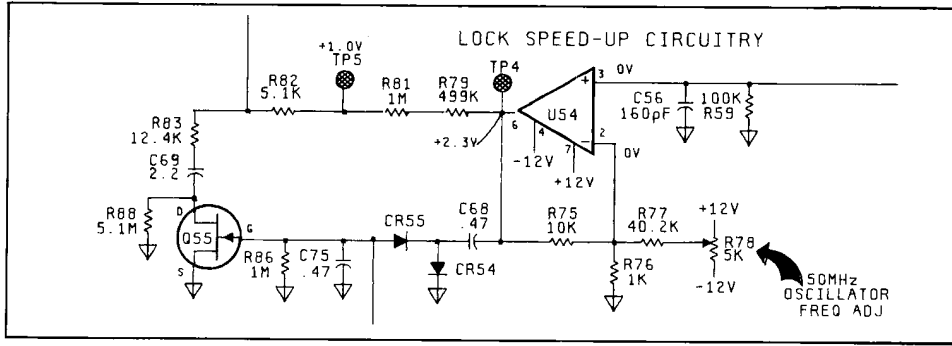 LOCK SPEED-UP CIRCUITRY
+1.0V
TP5
TP4
R82
5.1K
R81
1M
R79
499K
3
0V
+
U54
6
4
7
2
-
0V
+2.3V
-12V
+12V
C56
160pF
100K
R59
R83
12.4K
C69
2.2
R88
5.1M
D
Q55
G
S
R86
1M
C75
.47
CR55
C68
.47
CR54
R75
10K
R77
40.2K
R76
1K
+12V
R78
5K
-12V
50MHz
OSCILLATOR
FREQ ADJ